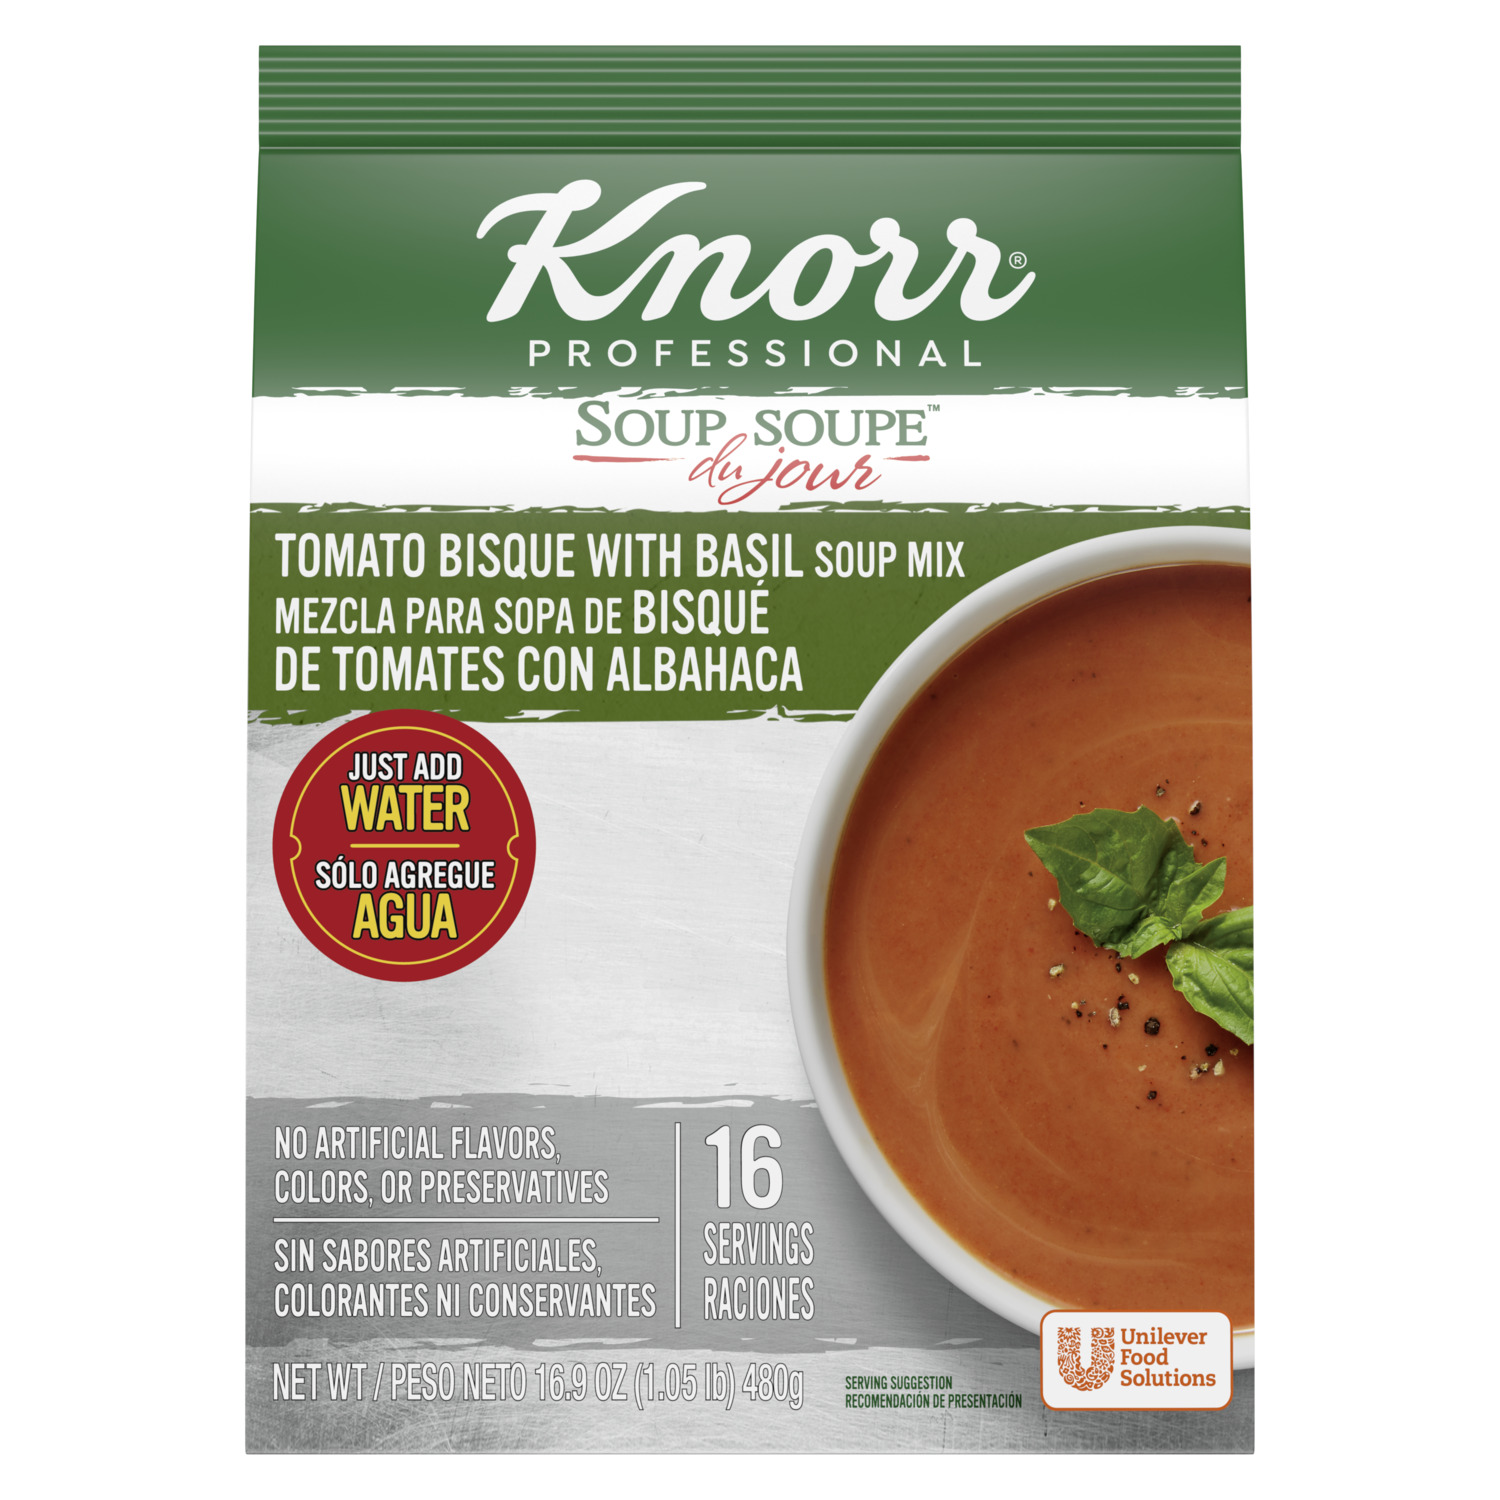 Knorr®
PROFESSIONAL
SOUP SOUPE™
du jour
TOMATO BISQUE WITH BASIL SOUP MIX
MEZCLA PARA SOPA DE BISQUÉ
DE TOMATES CON ALBAHACA
JUST ADD
WATER
SÓLO AGREGUE
AGUA
NO ARTIFICIAL FLAVORS,
COLORS, OR PRESERVATIVES
SIN SABORES ARTIFICIALES,
COLORANTES NI CONSERVANTES
16
SERVINGS
RACIONES
NET WT / PESO NETO 16.9 OZ (1.05 lb) 480g
SERVING SUGGESTION
RECOMENDACIÓN DE PRESENTACIÓN
Unilever
Food
Solutions